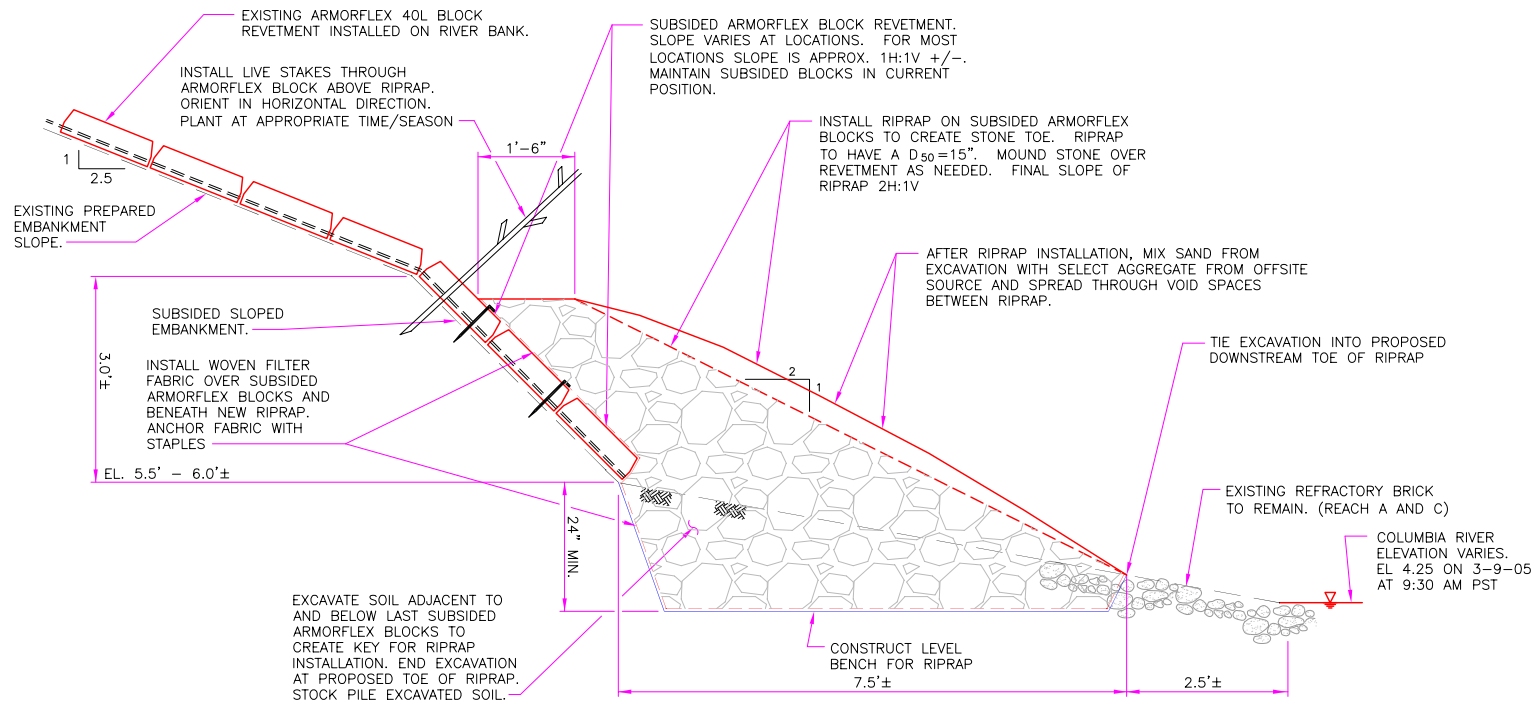 EXISTING ARMORFLEX 40L BLOCK
REVETMENT INSTALLED ON RIVER BANK.
SUBSIDED ARMORFLEX BLOCK REVETMENT.
SLOPE VARIES AT LOCATIONS. FOR MOST
LOCATIONS SLOPE IS APPROX. 1H:1V +/-.
MAINTAIN SUBSIDED BLOCKS IN CURRENT
POSITION.
INSTALL LIVE STAKES THROUGH
ARMORFLEX BLOCK ABOVE RIPRAP.
ORIENT IN HORIZONTAL DIRECTION.
PLANT AT APPROPRIATE TIME/SEASON
1'-6"
INSTALL RIPRAP ON SUBSIDED ARMORFLEX
BLOCKS TO CREATE STONE TOE. RIPRAP
TO HAVE A D50=15". MOUND STONE OVER
REVETMENT AS NEEDED. FINAL SLOPE OF
RIPRAP 2H:1V
1
2.5
EXISTING PREPARED
EMBANKMENT
SLOPE.
AFTER RIPRAP INSTALLATION, MIX SAND FROM
EXCAVATION WITH SELECT AGGREGATE FROM OFFSITE
SOURCE AND SPREAD THROUGH VOID SPACES
BETWEEN RIPRAP.
SUBSIDED SLOPED
EMBANKMENT.
TIE EXCAVATION INTO PROPOSED
DOWNSTREAM TOE OF RIPRAP
3.0'±
INSTALL WOVEN FILTER
FABRIC OVER SUBSIDED
ARMORFLEX BLOCKS AND
BENEATH NEW RIPRAP.
ANCHOR FABRIC WITH
STAPLES
2
1
EL. 5.5' - 6.0'±
EXISTING REFRACTORY BRICK
TO REMAIN. (REACH A AND C)
24" MIN.
COLUMBIA RIVER
ELEVATION VARIES.
EL 4.25 ON 3-9-05
AT 9:30 AM PST
EXCAVATE SOIL ADJACENT TO
AND BELOW LAST SUBSIDED
ARMORFLEX BLOCKS TO
CREATE KEY FOR RIPRAP
INSTALLATION. END EXCAVATION
AT PROPOSED TOE OF RIPRAP.
STOCK PILE EXCAVATED SOIL.
CONSTRUCT LEVEL
BENCH FOR RIPRAP
7.5'±
2.5'±